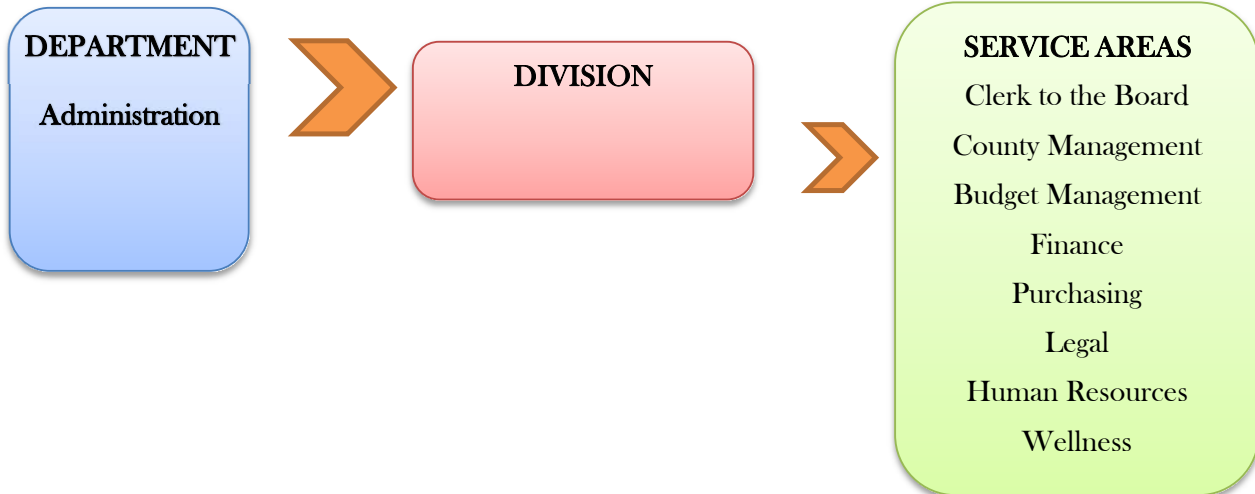 DEPARTMENT
Administration
DIVISION
SERVICE AREAS
Clerk to the Board
County Management
Budget Management
Finance
Purchasing
Legal
Human Resources
Wellness